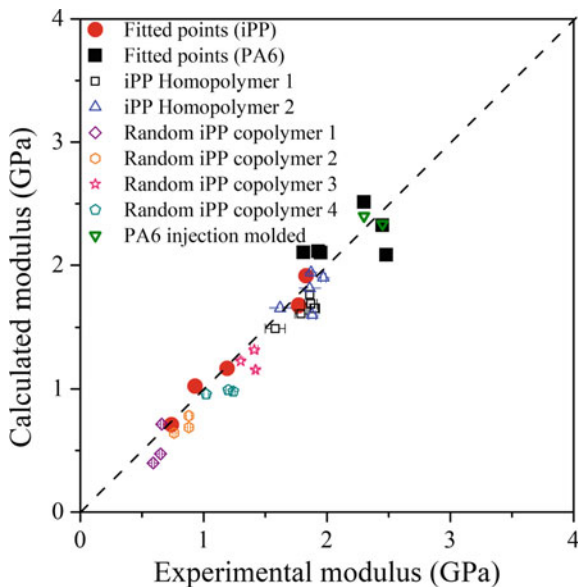 4
Fitted points (iPP)
Fitted points (PA6)
iPP Homopolymer 1
3
iPP Homopolymer 2
Random iPP copolymer 1
Random iPP copolymer 2
Random iPP copolymer 3
Random iPP copolymer 4
PA6 injection molded
2
1
0
Calculated modulus (GPa)
0 1 2 3 4
Experimental modulus (GPa)